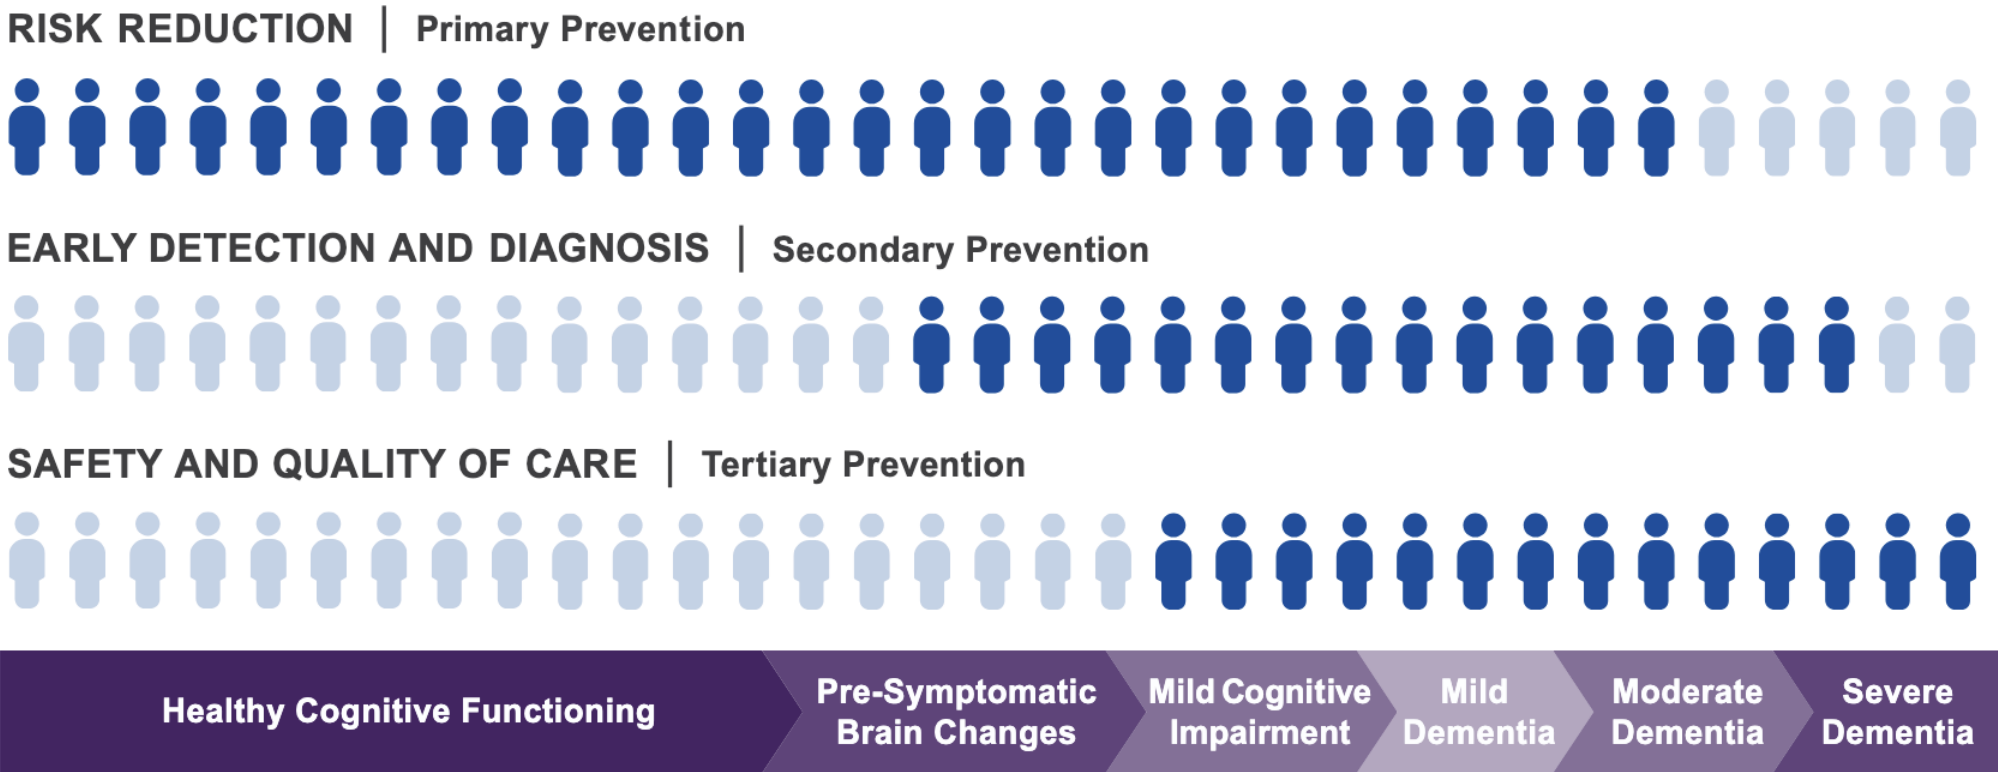 RISK REDUCTION | Primary Prevention
EARLY DETECTION AND DIAGNOSIS | Secondary Prevention
SAFETY AND QUALITY OF CARE | Tertiary Prevention
Healthy Cognitive Functioning
Pre-Symptomatic
Brain Changes
Mild Cognitive
Impairment
Mild
Dementia
Moderate
Dementia
Severe
Dementia